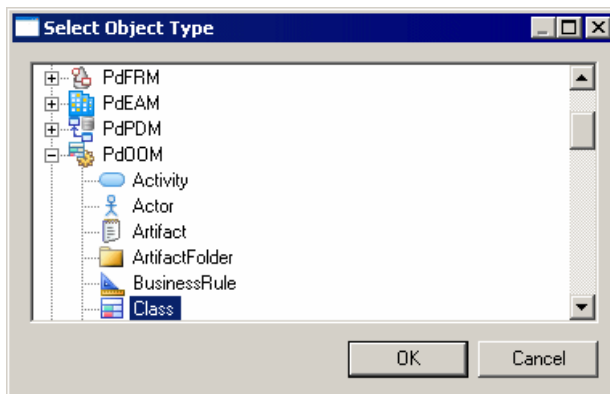 Select Object Type
PdFRM
PdEAM
PdPDM
PdOOM
Activity
Actor
Artifact
ArtifactFolder
BusinessRule
Class
OK Cancel